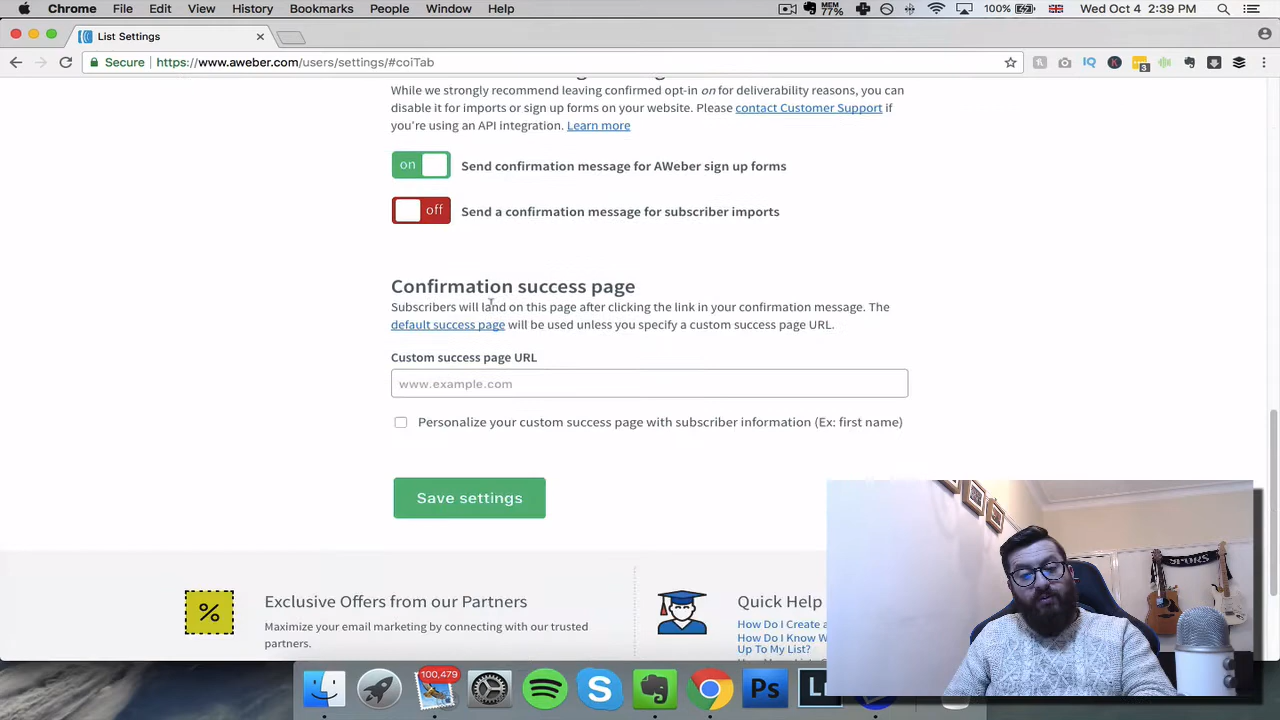 Chrome File Edit View History Bookmarks People Window Help
MEM 77% 100% Wed Oct 4 2:39 PM
List Settings
Secure https://www.aweber.com/users/settings/#coiTab
3
While we strongly recommend leaving confirmed opt-in on for deliverability reasons, you can
disable it for imports or sign up forms on your website. Please contact Customer Support if
you're using an API integration. Learn more
on Send confirmation message for AWeber sign up forms
off Send a confirmation message for subscriber imports
Confirmation success page
Subscribers will land on this page after clicking the link in your confirmation message. The
default success page will be used unless you specify a custom success page URL.
Custom success page URL
www.example.com
Personalize your custom success page with subscriber information (Ex: first name)
Save settings
% Exclusive Offers from our Partners
Maximize your email marketing by connecting with our trusted
partners.
Quick Help
How Do I Create a
How Do I Know W
Up To My List?
100,479
Ps